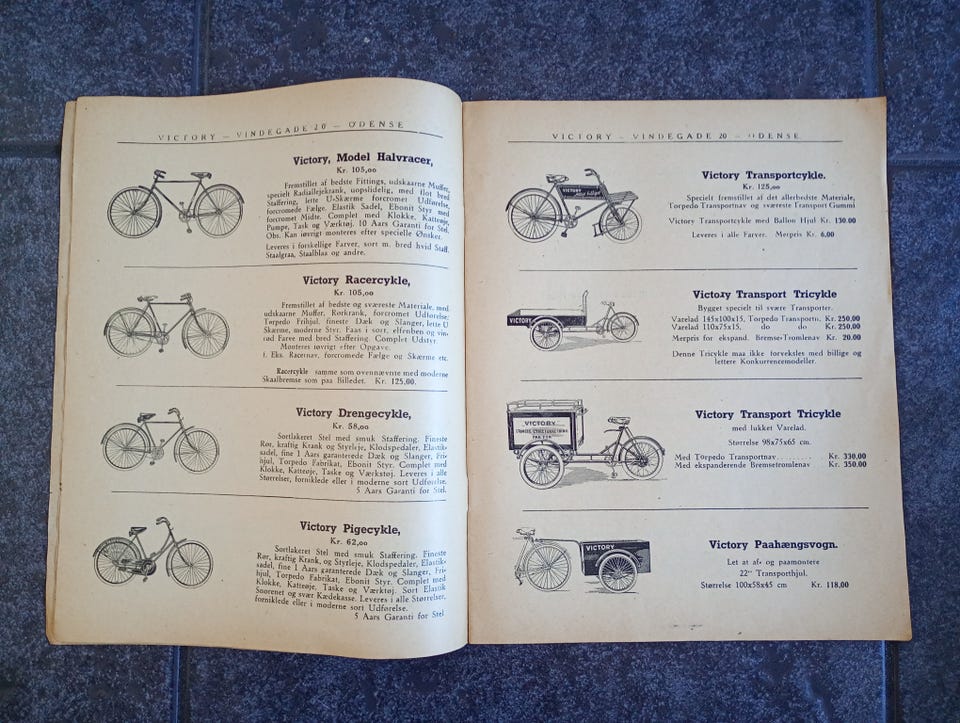 VICTORY — VINDEGADE 20 — ODENSE
Victory, Model Halvracer,
Kr. 105,00
Fremstillet af bedste Fittings, udskaarne Muffer,
specielt Radiallejekrank, uopslidelig, med flot bred
Staffering, lette U-Skærme forcromet Udførelse,
forcromede Fælge. Elastik Sadel, Ebonit Styr med
forcromet Midte. Complet med Klokke, Katteøje,
Pumpe, Task og Værktøj. 10 Aars Garanti for Stel.
Obs. Kan iøvrigt monteres efter specielle Ønsker.
Leveres i forskellige Farver, sort m. bred hvid Staff.
Staalgraa, Staalblaa og andre.
Victory Racercykle,
Kr. 105,00
Fremstillet af bedste og sværeste Materiale, med
udskaarne Muffer, Rørkrank, forcromet Udførelse,
Torpedo Frihjul, fineste Dæk og Slanger, lette U
Skærme, moderne Styr. Faas i sort, elfenben og vin-
rød Farve med bred Staffering. Complet Udstyr.
Monteres iøvrigt efter Opgave.
f. Eks. Racernav, forcromede Fælge og Skærme etc.
Racercykle samme som ovennævnte med moderne
Skaalbremse som paa Billedet. Kr. 125,00.
Victory Drengecykle,
Kr. 58,00
Sortlakeret Stel med smuk Staffering. Fineste
Rør, kraftig Krank og Styrleje, Klodspedaler, Elastik-
sadel, fine 1 Aars garanterede Dæk og Slanger, Fri-
hjul, Torpedo Fabrikat, Ebonit Styr. Complet med
Klokke, Katteøje, Taske og Værktøj. Leveres i alle
Størrelser, forniklede eller i moderne sort Udførelse.
5 Aars Garanti for Stel.
Victory Pigecykle,
Kr. 62,00
Sortlakeret Stel med smuk Staffering. Fineste
Rør, kraftig Krank, og Styrleje, Klodspedaler, Elastik-
sadel, fine 1 Aars garanterede Dæk og Slanger, Fri-
hjul, Torpedo Fabrikat, Ebonit Styr. Complet med
Klokke, Katteøje, Taske og Værktøj. Sort Elastik
Snorenet og svær Kædekasse. Leveres i alle Størrelser,
forniklede eller i moderne sort Udførelse.
5 Aars Garanti for Stel.
VICTORY — VINDEGADE 20 — ODENSE
Victory Transportcykle.
Kr. 125,00
Specielt fremstillet af det allerbedste Materiale,
Torpedo Transportnav og sværeste Transport Gummi
Victory Transportcykle med Ballon Hjul Kr. 130.00
Leveres i alle Farver. Merpris Kr. 6,00
VICTORY
Victory Transport Tricykle
Bygget specielt til svære Transporter.
Varelad 145x100x15, Torpedo Transportn. Kr. 250.00
Varelad 110x75x15, do do Kr. 250.00
Merpris for ekspand. Bremse-Tromlenav Kr. 20.00
Denne Tricykle maa ikke forveksles med billige og
lettere Konkurrencemodeller.
VICTORY
Victory Transport Tricykle
med lukket Varelad.
Størrelse 98x75x65 cm.
Med Torpedo Transportnav........ Kr. 330.00
Med ekspanderende Bremsetromlenav Kr. 350.00
VICTORY
Victory Paahængsvogn.
Let at af- og paamontere
22" Transporthjul.
Størrelse 100x58x45 cm Kr. 118,00
VICTORY